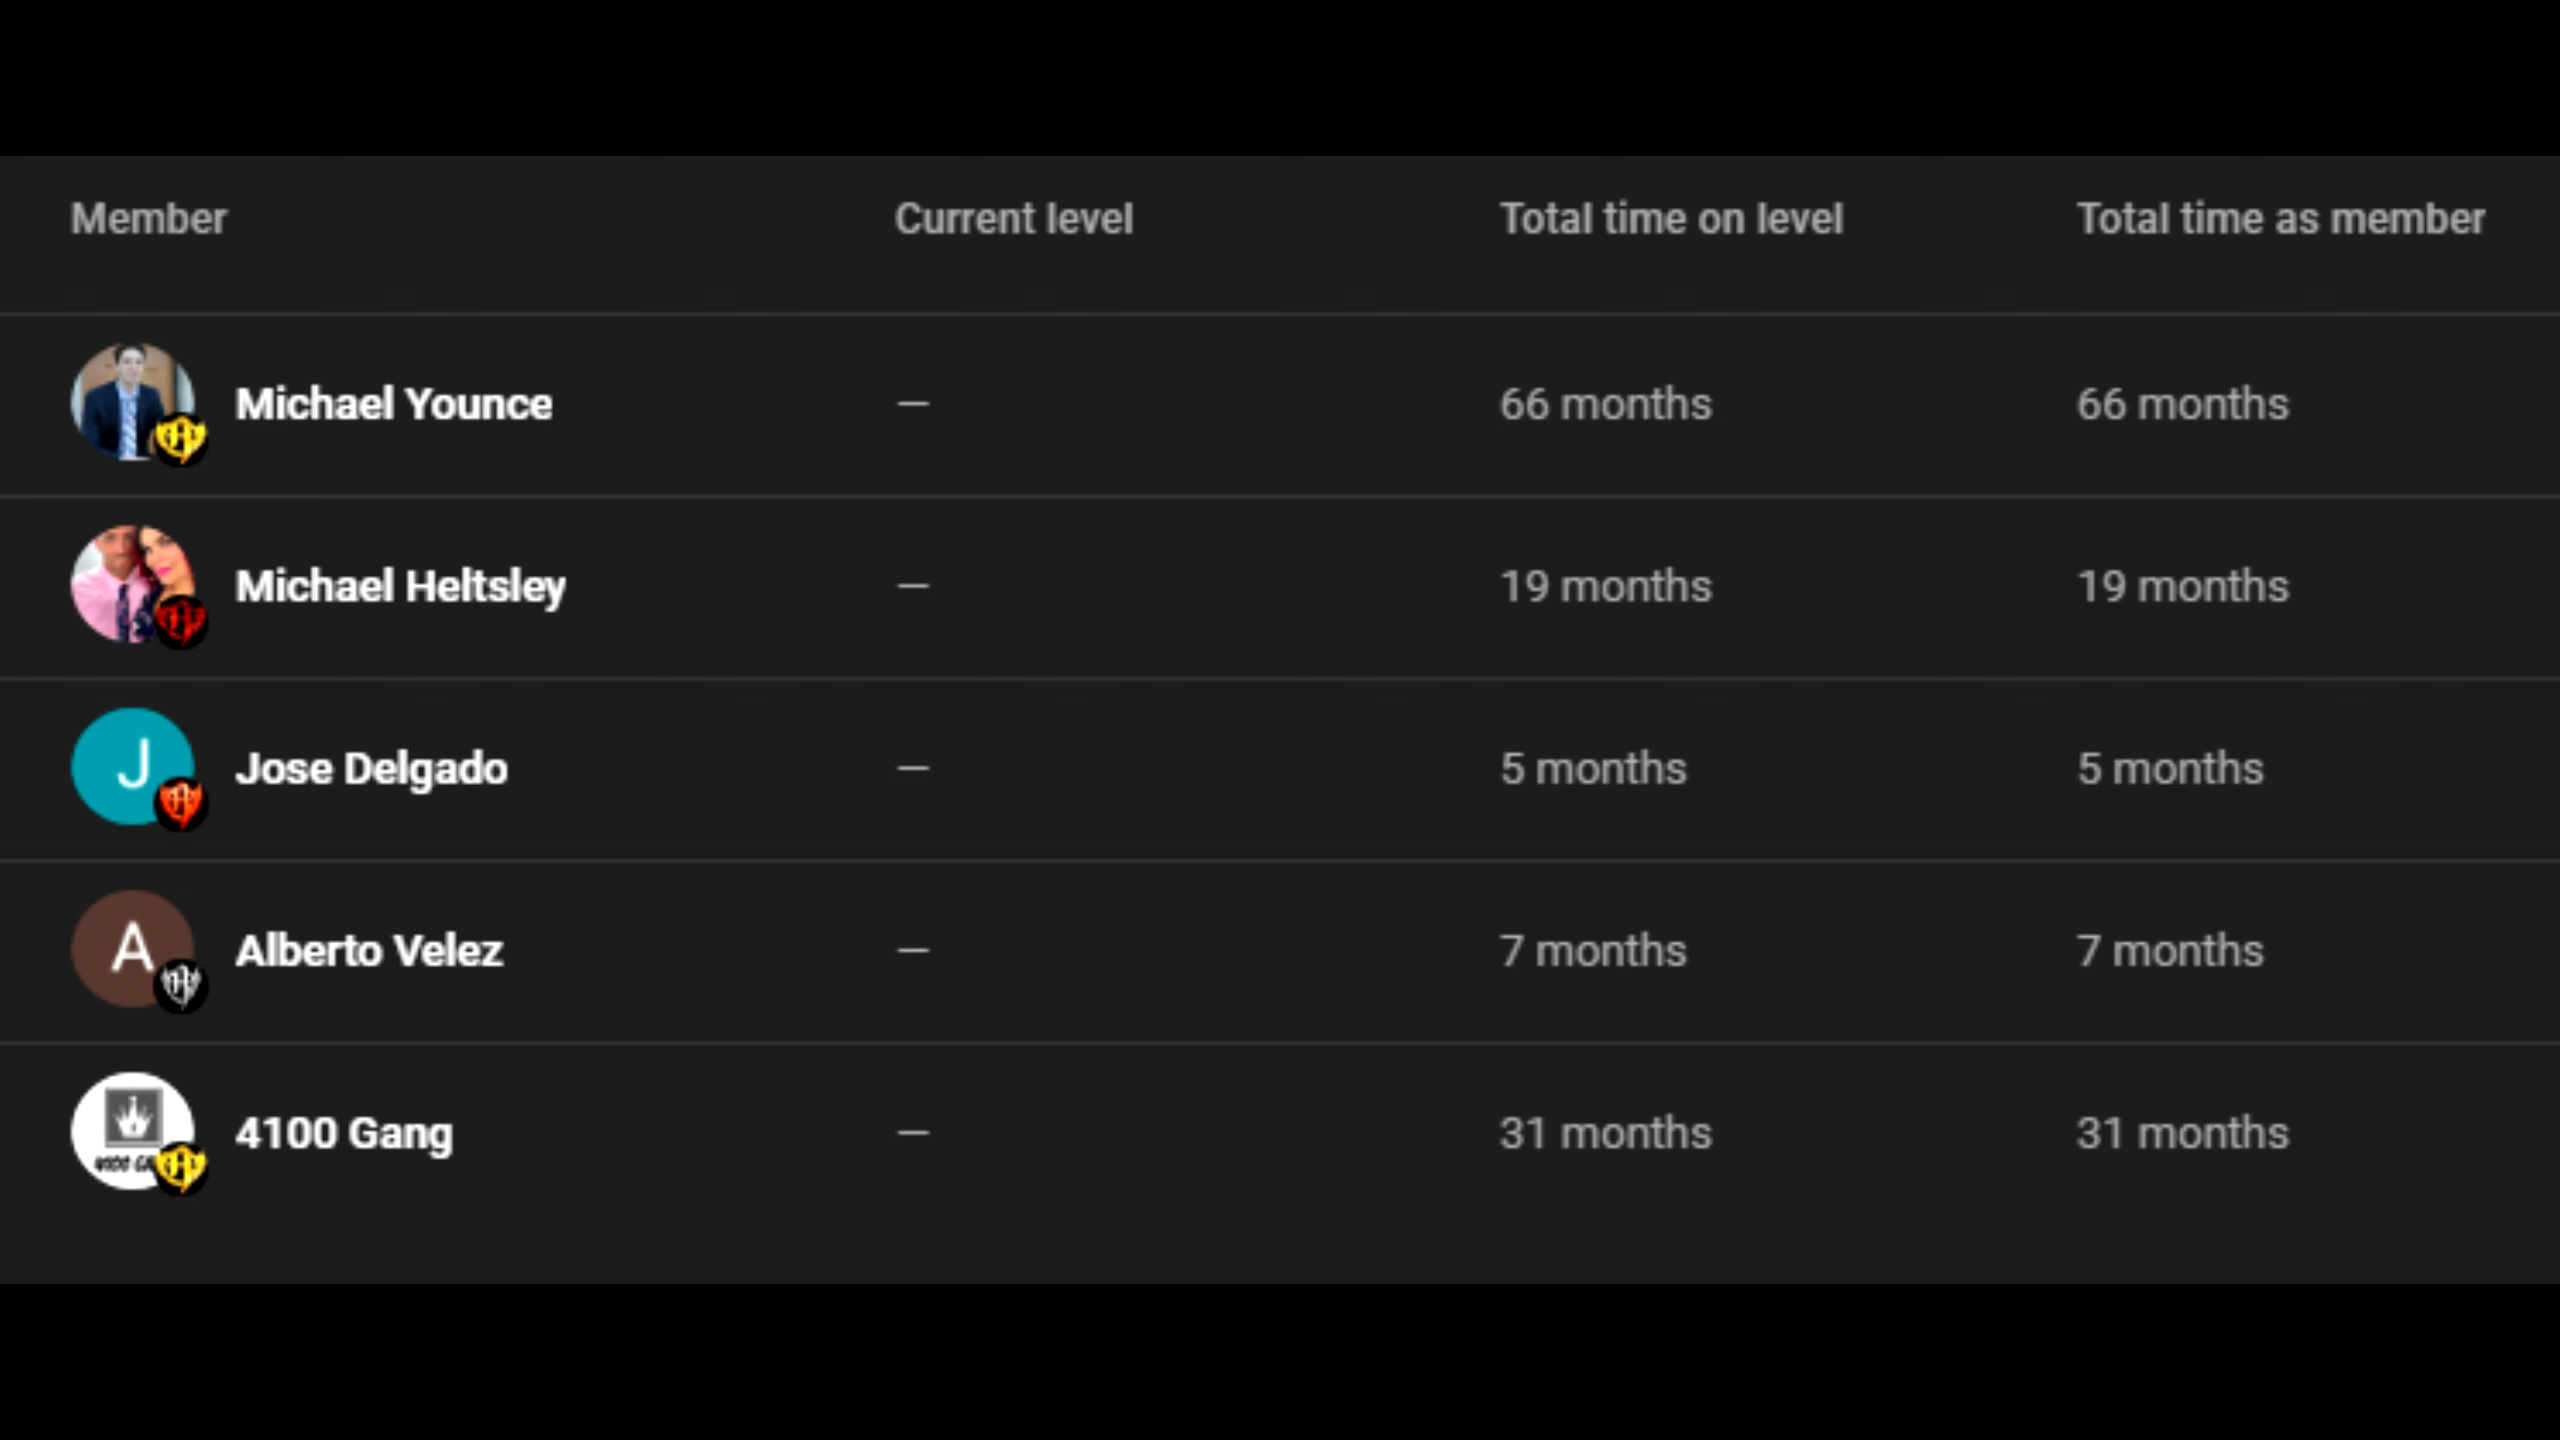 Member Current level Total time on level Total time as member
Michael Younce — 66 months 66 months
Michael Heltsley — 19 months 19 months
J Jose Delgado — 5 months 5 months
A Alberto Velez — 7 months 7 months
4100 Gang — 31 months 31 months